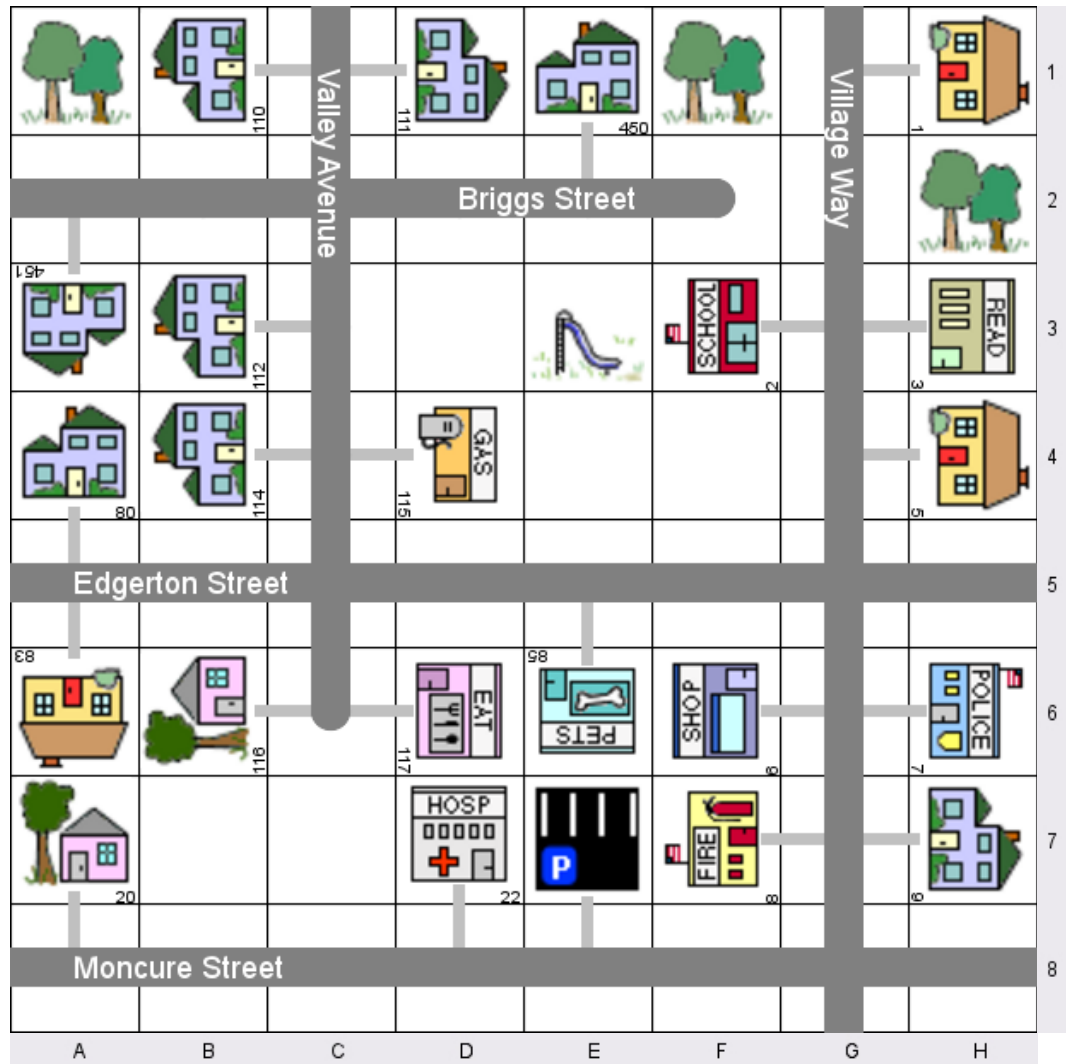 110
Valley Avenue
111
450
Village Way
1
1
Briggs Street
2
451
112
SCHOOL
2
READ
3
3
80
114
GAS
115
5
4
Edgerton Street
5
83
116
EAT
117
85
PETS
SHOP
6
POLICE
7
6
20
HOSP
22
P
FIRE
8
9
7
Moncure Street
8
A B C D E F G H